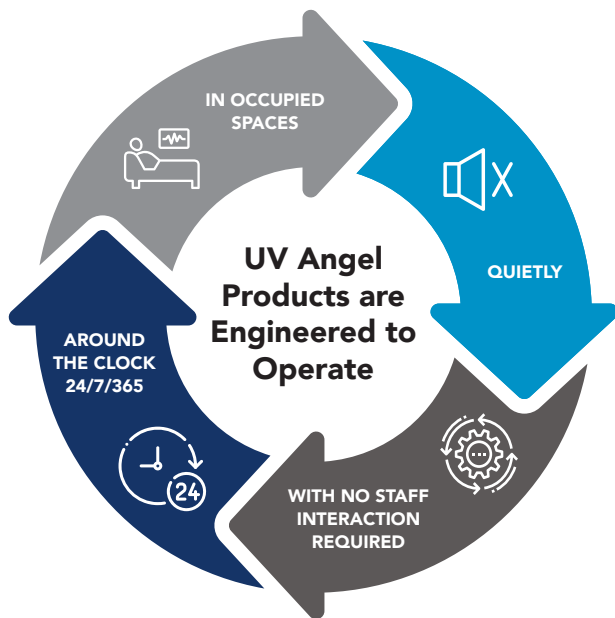 IN OCCUPIED
SPACES
QUIETLY
UV Angel
Products are
Engineered to
Operate
AROUND
THE CLOCK
24/7/365
24
WITH NO STAFF
INTERACTION
REQUIRED